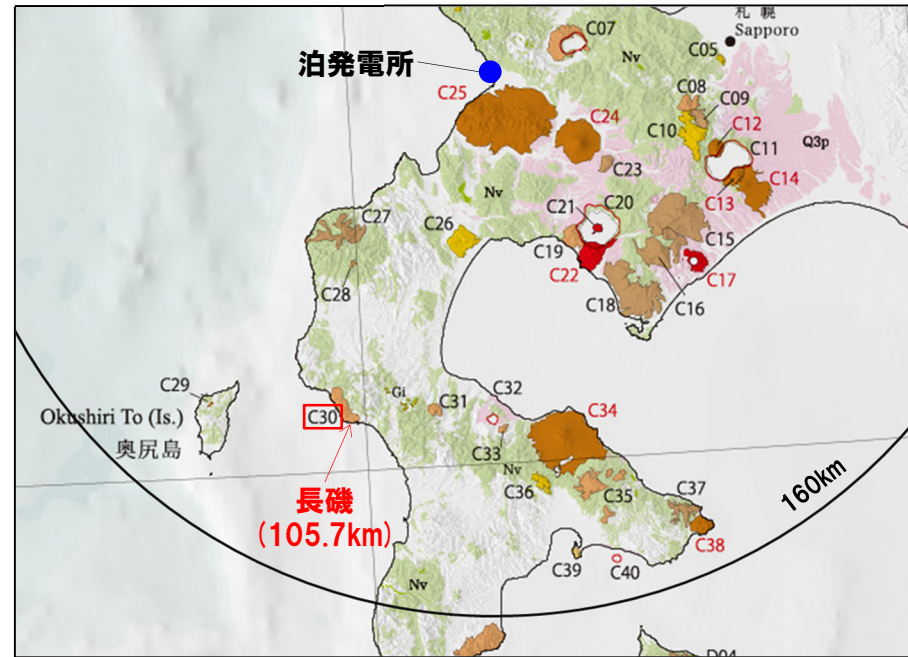 札幌
Sapporo
C07
Nv
C05
泊発電所
C25
C24
C08
C09
C10
C12
C11
Q3p
C23
C14
C13
Nv
C27
C26
C21
C20
C19
C15
C22
C17
C28
C18
C16
C29
Okushiri To (Is.)
奥尻島
Gi
C30
C31
C32
C34
C33
Nv
C36
C35
C37
C38
160km
長磯
(105.7km)
C39
C40
Nv
D04